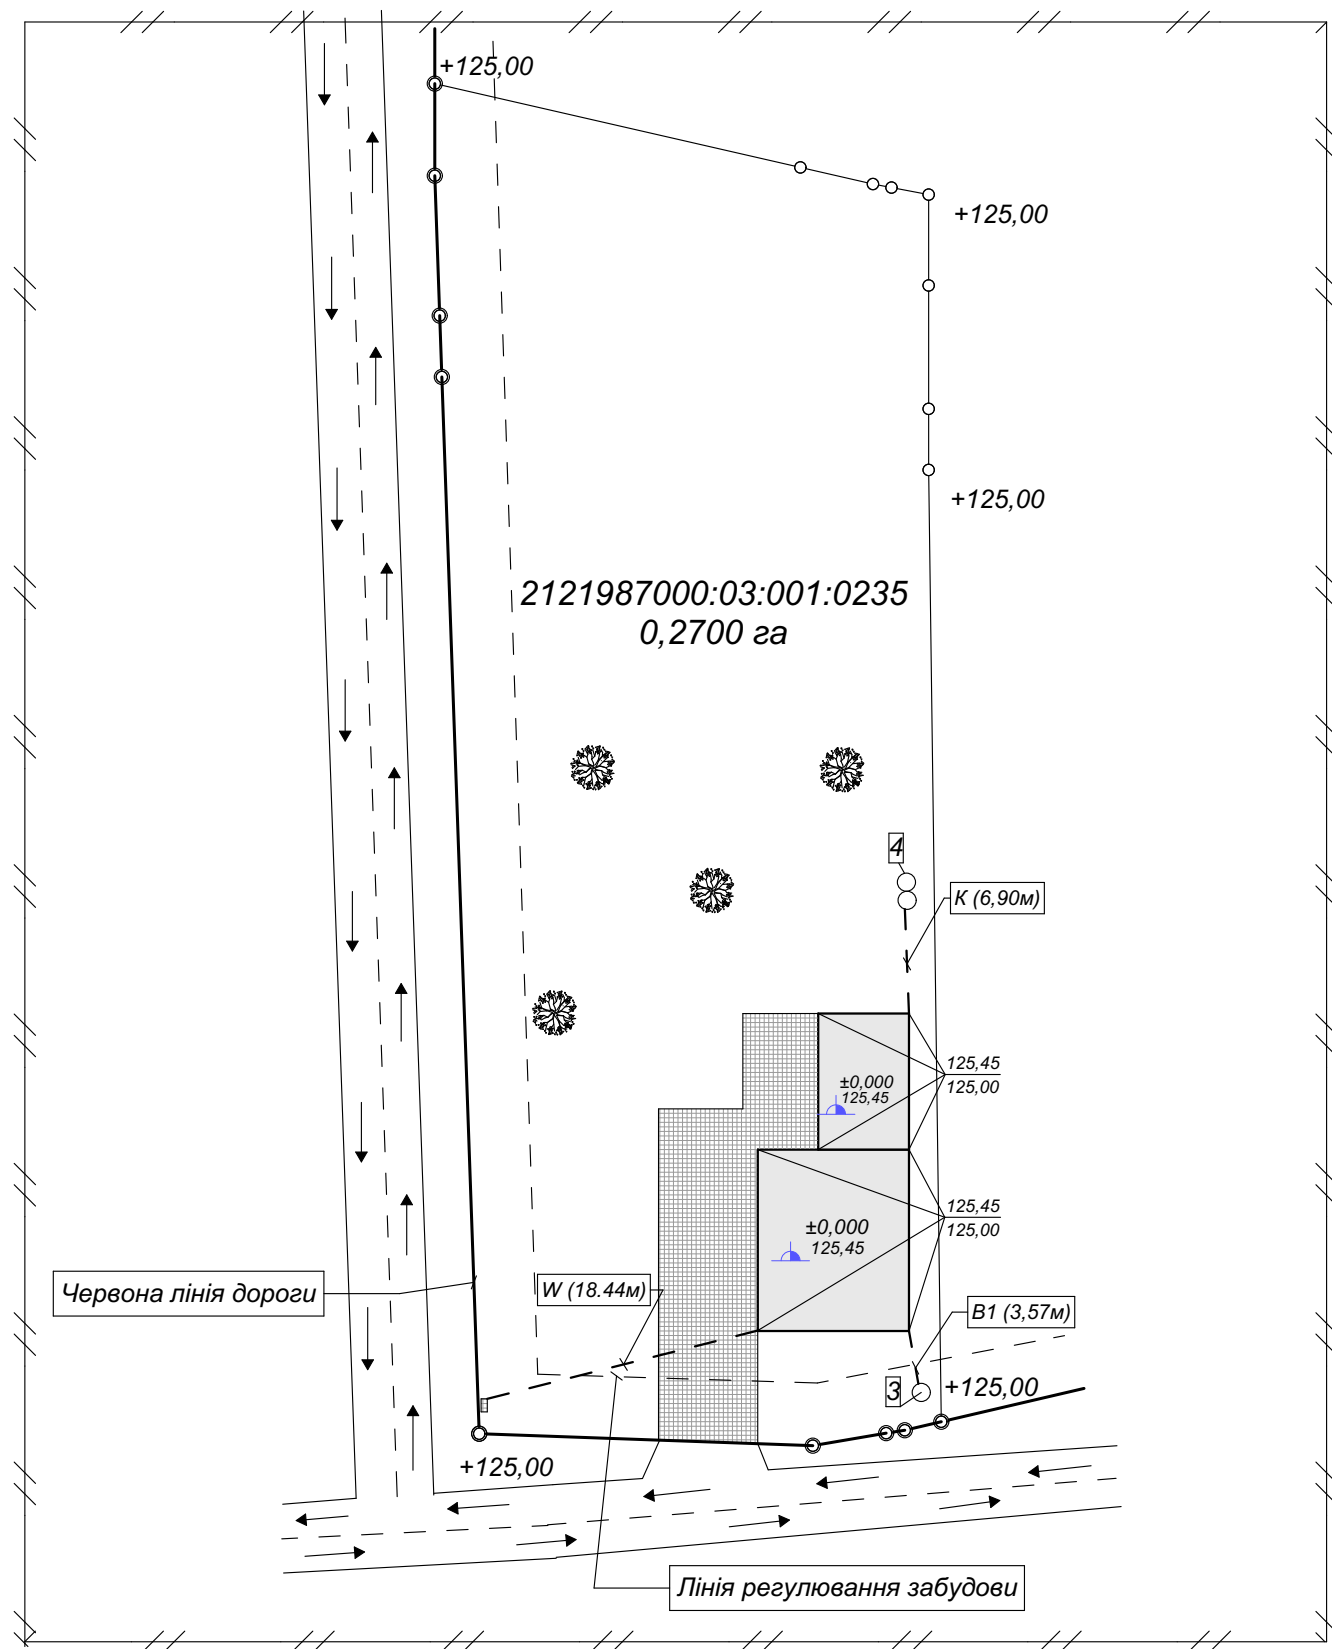 +125,00
+125,00
+125,00
2121987000:03:001:0235
0,2700 га
4
К (6,90м)
125,45
125,00
±0,000
125,45
125,45
125,00
±0,000
125,45
Червона лінія дороги
W (18.44м)
В1 (3,57м)
3
+125,00
+125,00
Лінія регулювання забудови